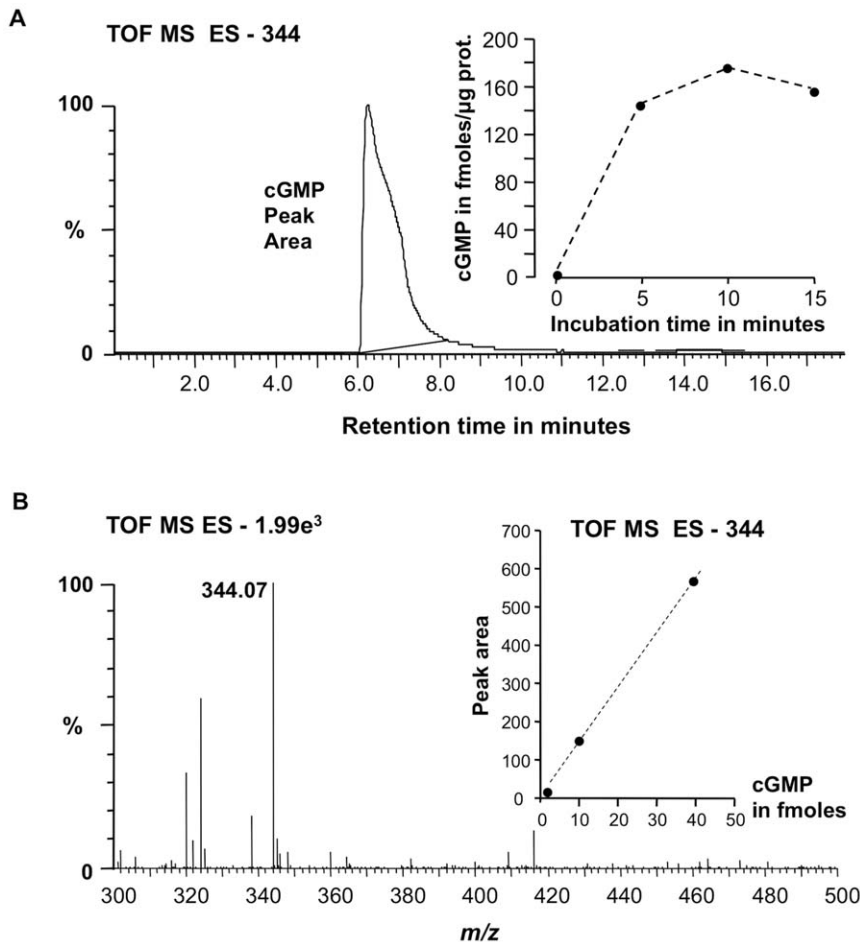 A
TOF MS ES - 344
100
%
0
cGMP
Peak
Area
2.0 4.0 6.0 8.0 10.0 12.0 14.0 16.0
Retention time in minutes
cGMP in fmoles/µg prot.
200
160
120
80
40
0
0 5 10 15
Incubation time in minutes
B
TOF MS ES - 1.99e³
100
%
0
344.07
300 320 340 360 380 400 420 440 460 480 500
m/z
TOF MS ES - 344
Peak area
700
600
500
400
300
200
100
0
0 10 20 30 40 50
cGMP
in fmoles